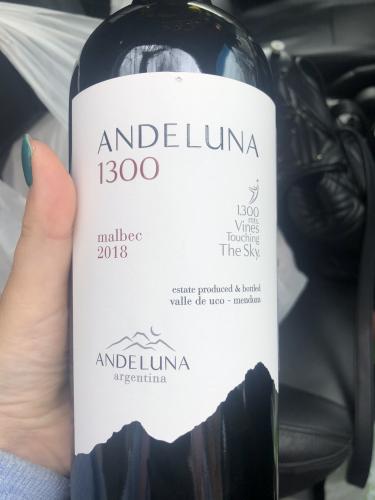 ANDELUNA
1300
1300
mts.
Vines
Touching
The Sky.
malbec
2018
estate produced & bottled
valle de uco - mendoza
ANDELUNA
argentina